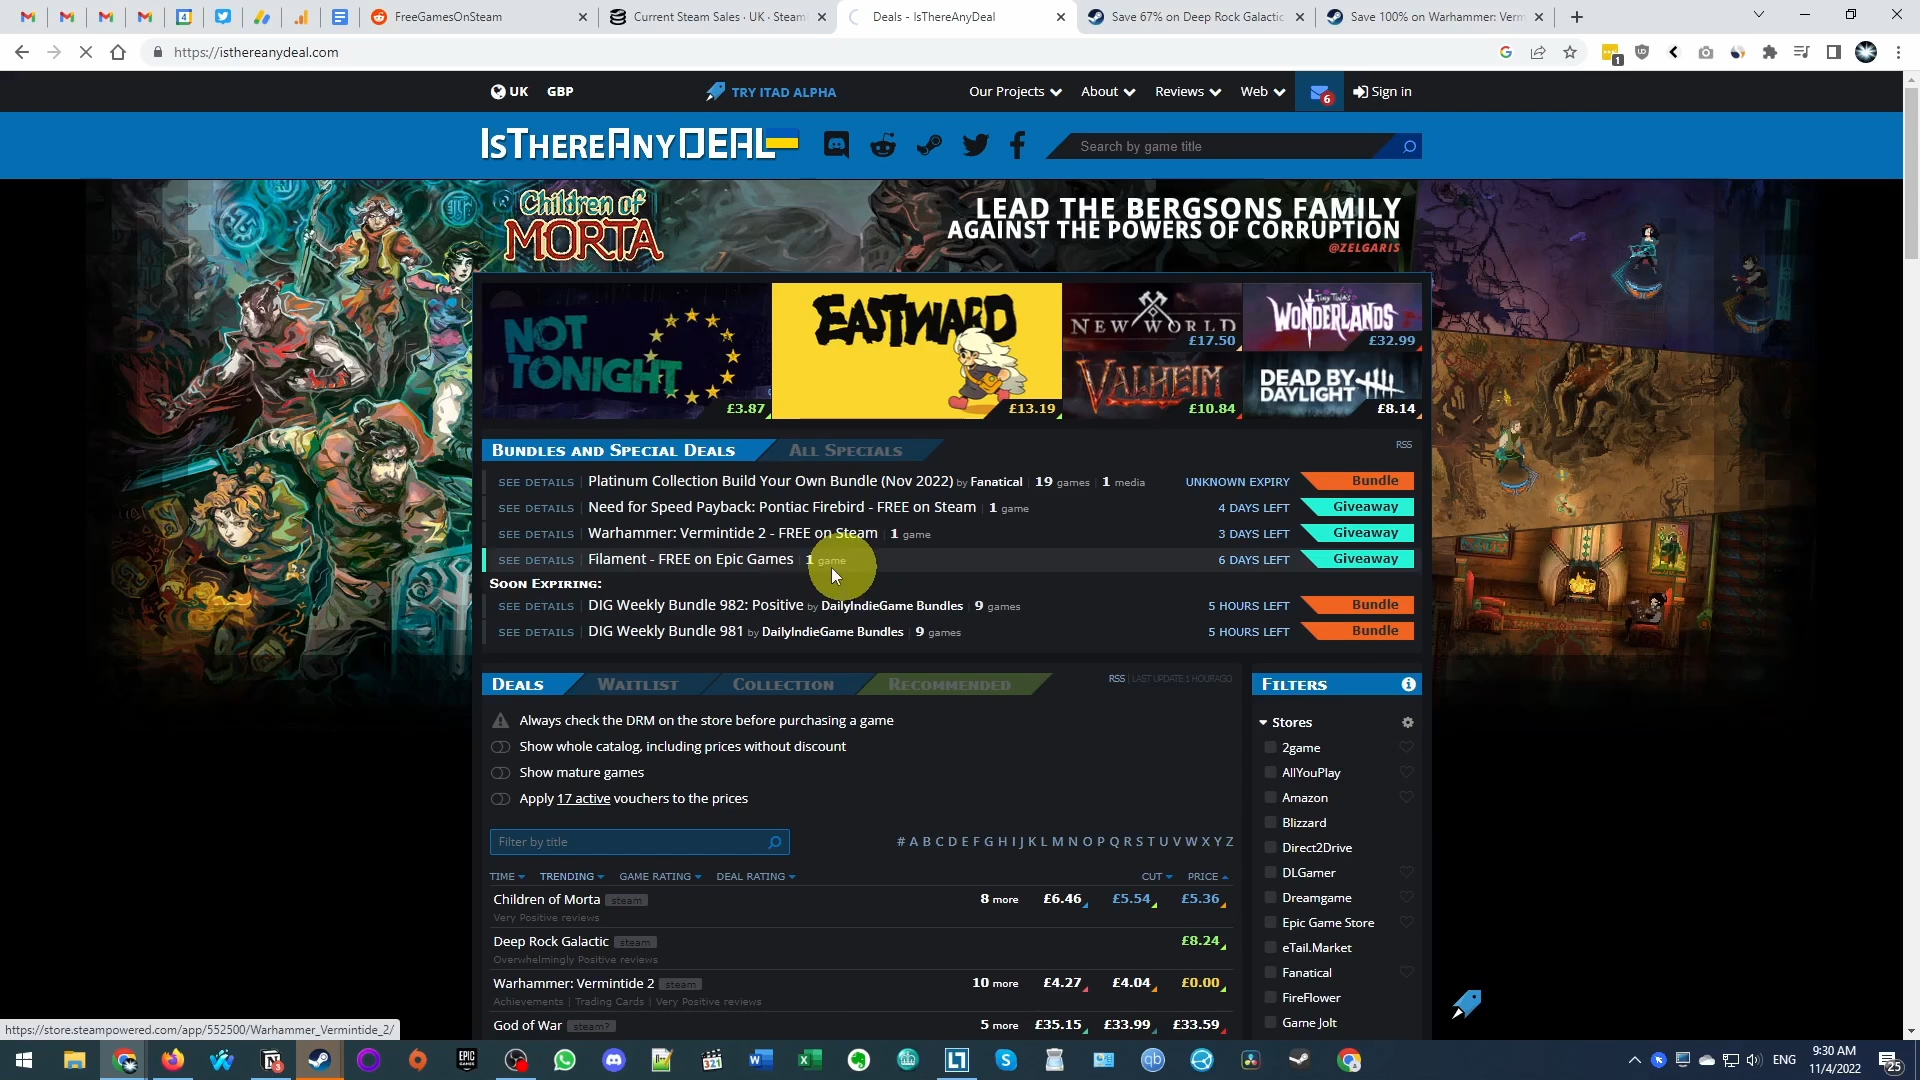 FreeGamesOnSteam
Current Steam Sales · UK · Steam
Deals - IsThereAnyDeal
Save 67% on Deep Rock Galactic
Save 100% on Warhammer: Verm
https://isthereanydeal.com
1
UK GBP
TRY ITAD ALPHA
Our Projects About Reviews Web 6 Sign in
IsThereAnyDEAL
Search by game title
Children of
MORTA
LEAD THE BERGSONS FAMILY
AGAINST THE POWERS OF CORRUPTION
@ZELGARIS
NOT
TONIGHT
£3.87
EASTWARD
£13.19
NEW WORLD
£17.50
TINY TINA'S
WONDERLANDS
£32.99
VALHEIM
£10.84
DEAD BY
DAYLIGHT
£8.14
BUNDLES AND SPECIAL DEALS ALL SPECIALS RSS
SEE DETAILS Platinum Collection Build Your Own Bundle (Nov 2022) by Fanatical 19 games 1 media UNKNOWN EXPIRY Bundle
SEE DETAILS Need for Speed Payback: Pontiac Firebird - FREE on Steam 1 game 4 DAYS LEFT Giveaway
SEE DETAILS Warhammer: Vermintide 2 - FREE on Steam 1 game 3 DAYS LEFT Giveaway
SEE DETAILS Filament - FREE on Epic Games 1 game 6 DAYS LEFT Giveaway
SOON EXPIRING:
SEE DETAILS DIG Weekly Bundle 982: Positive by DailyIndieGame Bundles 9 games 5 HOURS LEFT Bundle
SEE DETAILS DIG Weekly Bundle 981 by DailyIndieGame Bundles 9 games 5 HOURS LEFT Bundle
DEALS WAITLIST COLLECTION RECOMMENDED RSS | LAST UPDATE 1 HOUR AGO
Always check the DRM on the store before purchasing a game
Show whole catalog, including prices without discount
Show mature games
Apply 17 active vouchers to the prices
Filter by title
# A B C D E F G H I J K L M N O P Q R S T U V W X Y Z
TIME TRENDING GAME RATING DEAL RATING CUT PRICE
Children of Morta steam 8 more £6.46 £5.54 £5.36
Very Positive reviews
Deep Rock Galactic steam £8.24
Overwhelmingly Positive reviews
Warhammer: Vermintide 2 steam 10 more £4.27 £4.04 £0.00
Achievements | Trading Cards | Very Positive reviews
God of War steam? 5 more £35.15 £33.99 £33.59
FILTERS
Stores
2game
AllYouPlay
Amazon
Blizzard
Direct2Drive
DLGamer
Dreamgame
Epic Game Store
eTail.Market
Fanatical
FireFlower
Game Jolt
https://store.steampowered.com/app/552500/Warhammer_Vermintide_2/
EPIC
GAMES
321
ENG
9:30 AM
11/4/2022
25